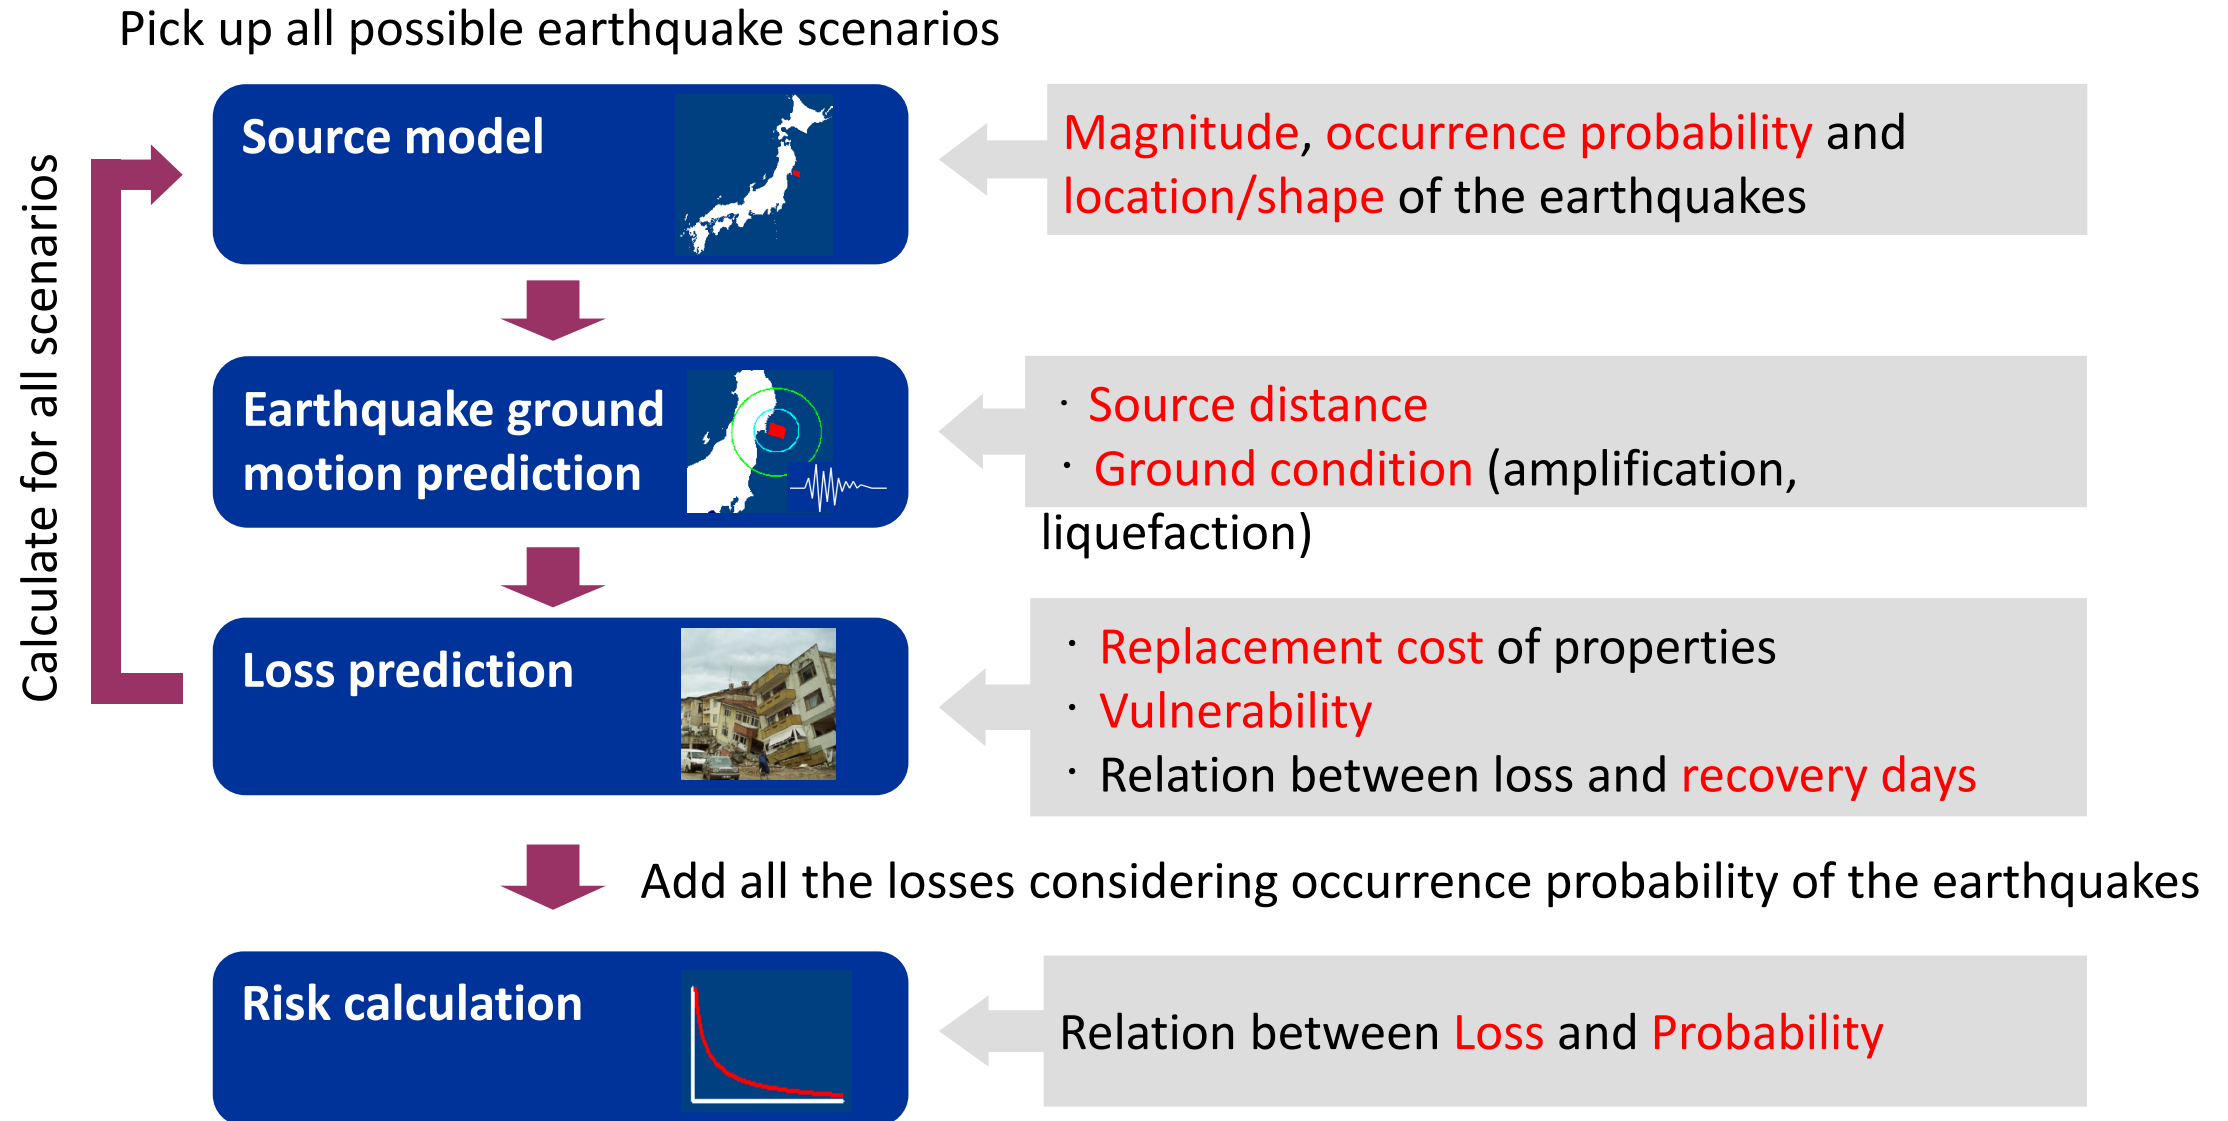 Pick up all possible earthquake scenarios
Calculate for all scenarios
Source model
Magnitude, occurrence probability and
location/shape of the earthquakes
Earthquake ground
motion prediction
・Source distance
・Ground condition (amplification,
liquefaction)
Loss prediction
・Replacement cost of properties
・Vulnerability
・Relation between loss and recovery days
Add all the losses considering occurrence probability of the earthquakes
Risk calculation
Relation between Loss and Probability